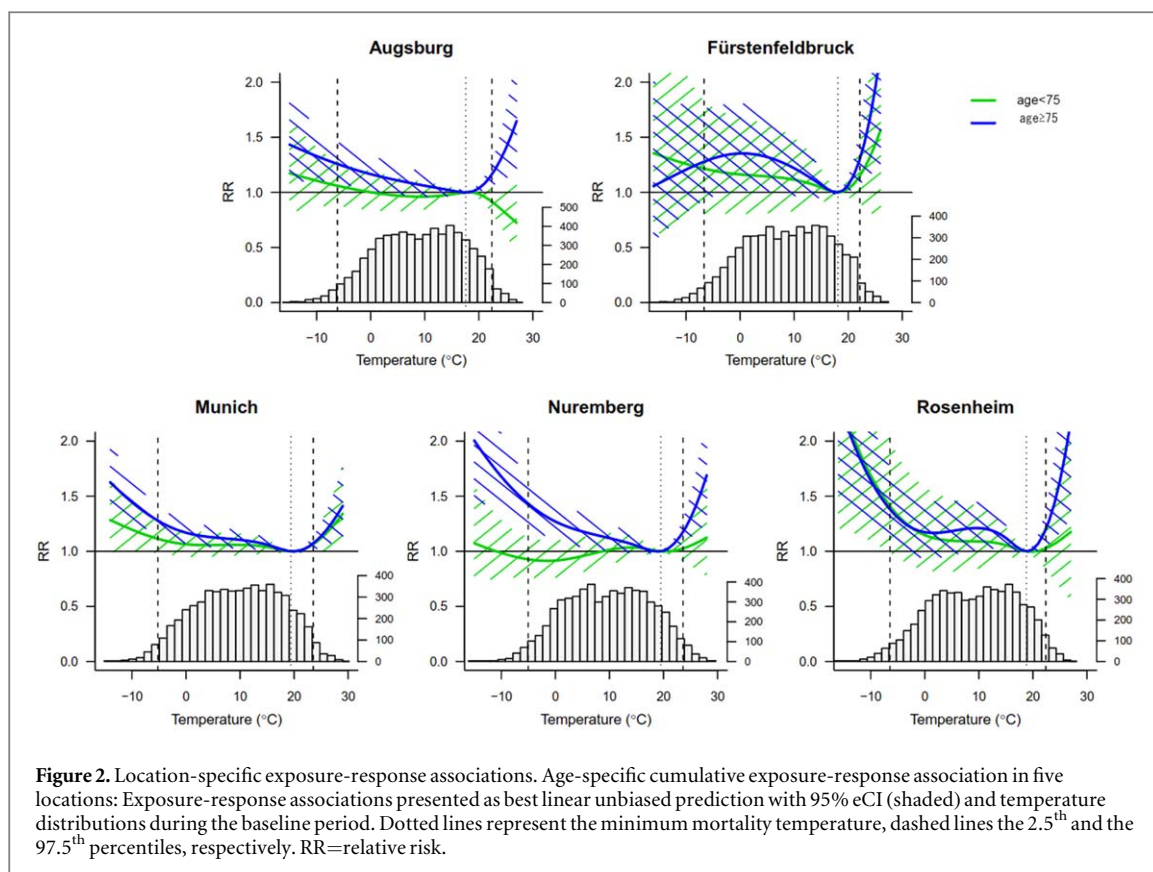 Augsburg
Fürstenfeldbruck
2.0
1.5
1.0
0.5
0.0
RR
500
400
300
200
100
0
−10 0 10 20 30
Temperature (°C)
2.0
1.5
1.0
0.5
0.0
RR
400
300
200
100
0
−10 0 10 20 30
Temperature (°C)
age<75
age≥75
Munich
Nuremberg
Rosenheim
2.0
1.5
1.0
0.5
0.0
RR
400
300
200
100
0
−10 0 10 20 30
Temperature (°C)
2.0
1.5
1.0
0.5
0.0
RR
400
300
200
100
0
−10 0 10 20 30
Temperature (°C)
2.0
1.5
1.0
0.5
0.0
RR
400
300
200
100
0
−10 0 10 20 30
Temperature (°C)
Figure 2. Location-specific exposure-response associations. Age-specific cumulative exposure-response association in five
locations: Exposure-response associations presented as best linear unbiased prediction with 95% eCI (shaded) and temperature
distributions during the baseline period. Dotted lines represent the minimum mortality temperature, dashed lines the 2.5th and the
97.5th percentiles, respectively. RR=relative risk.